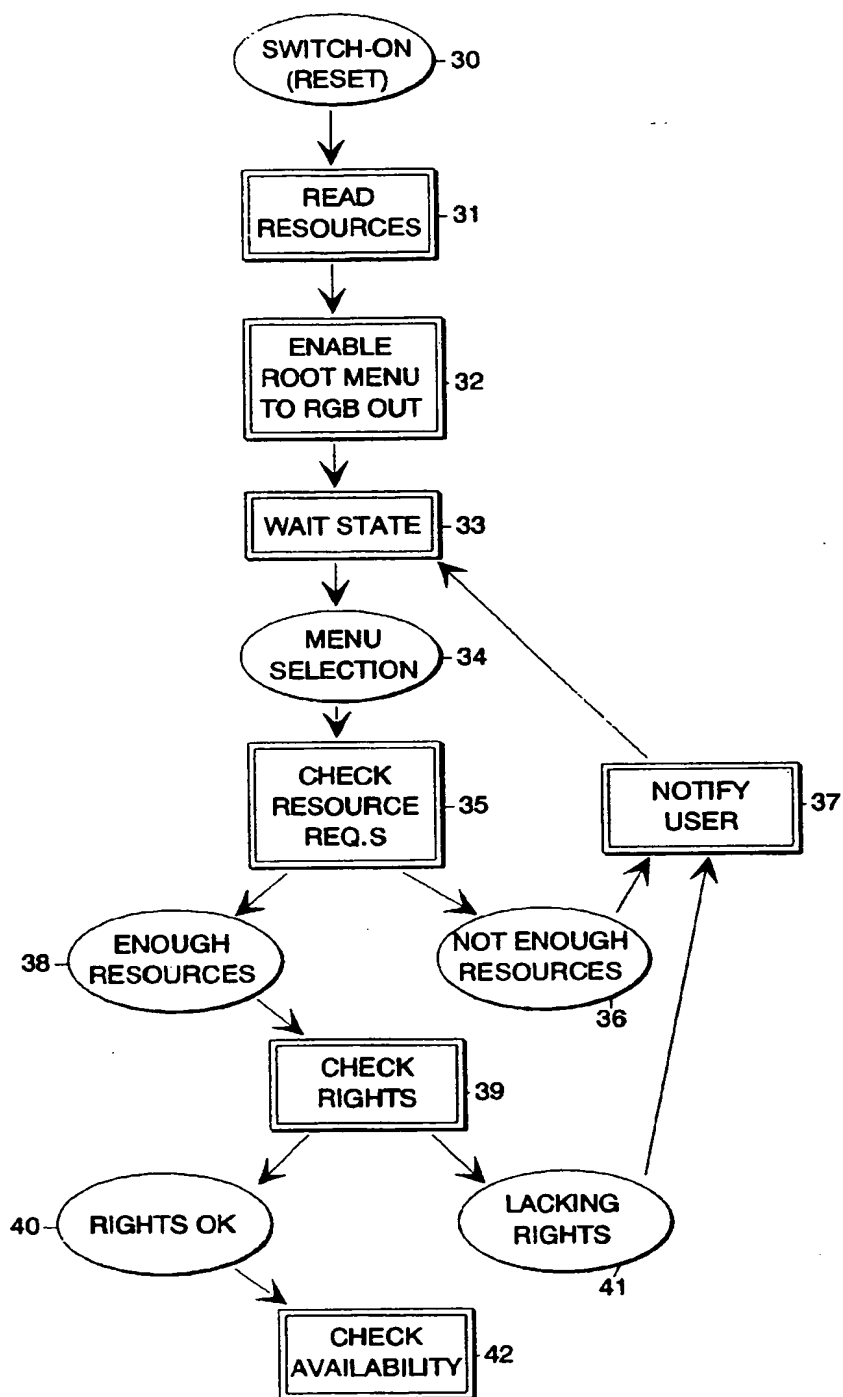 SWITCH-ON
(RESET)
30
READ
RESOURCES
31
ENABLE
ROOT MENU
TO RGB OUT
32
WAIT STATE
33
MENU
SELECTION
34
CHECK
RESOURCE
REQ.S
35
NOTIFY
USER
37
ENOUGH
RESOURCES
38
NOT ENOUGH
RESOURCES
36
CHECK
RIGHTS
39
RIGHTS OK
40
LACKING
RIGHTS
41
CHECK
AVAILABILITY
42